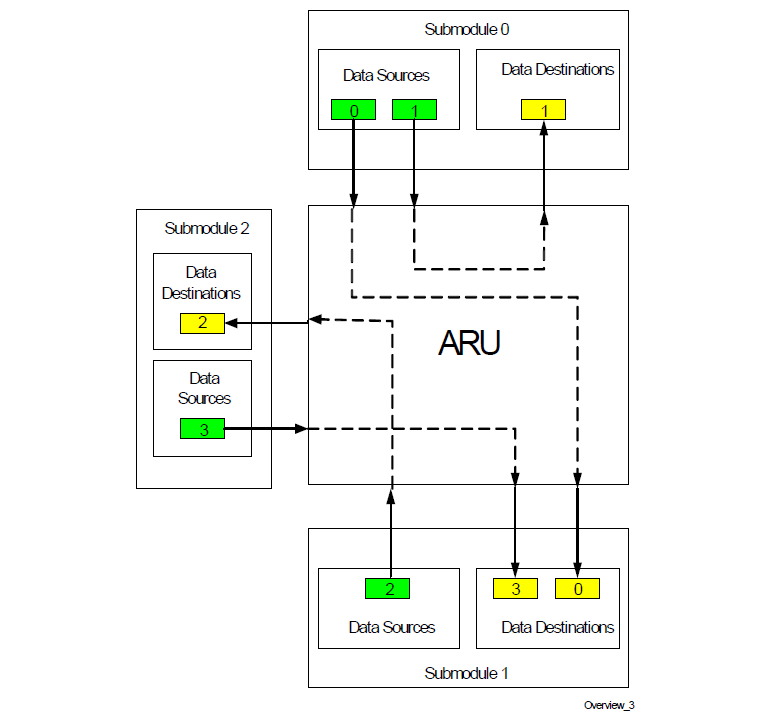 Submodule 0
Data Sources
Data Destinations
0
1
1
Submodule 2
Data
Destinations
2
Data
Sources
3
ARU
2
3
0
Data Sources
Data Destinations
Submodule 1
Overview_3